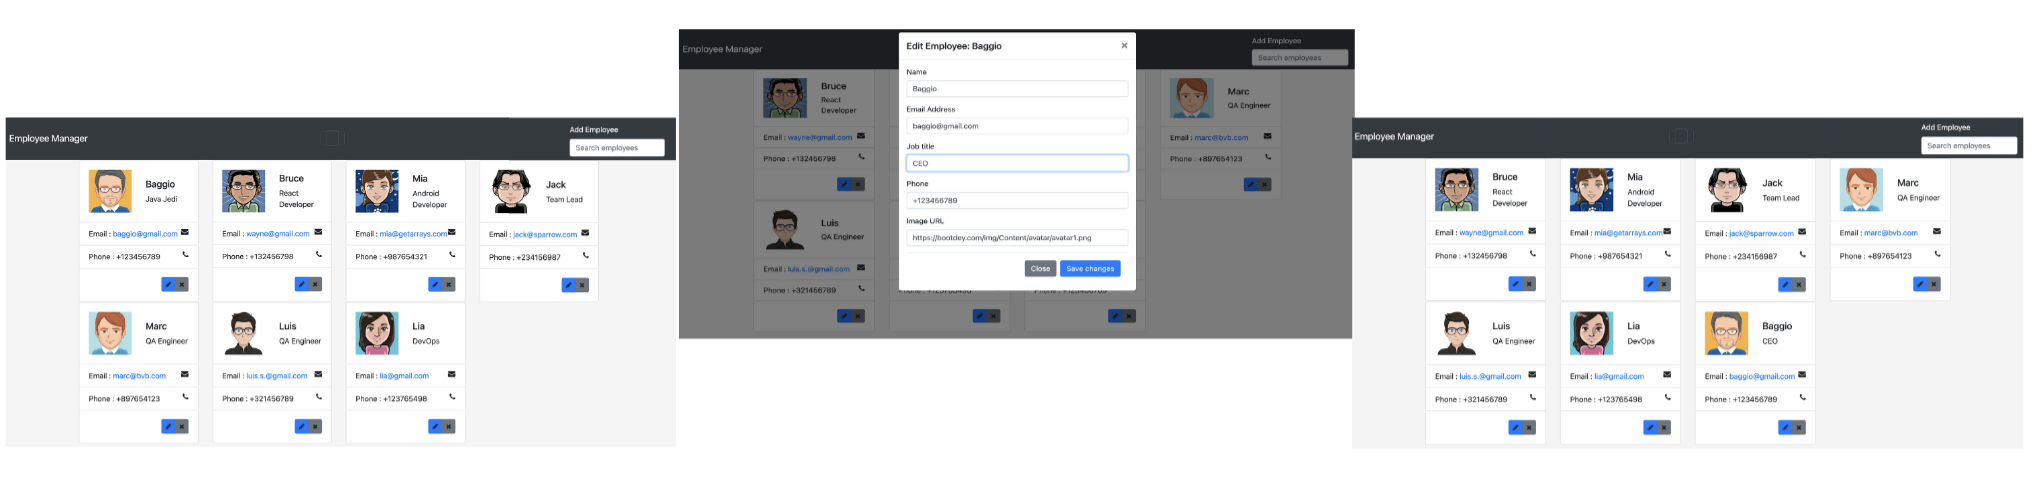 Employee Manager
Add Employee
Search employees
Baggio
Java Jedi
Email : baggio@gmail.com
Phone : +123456789
Bruce
React
Developer
Email : wayne@gmail.com
Phone : +132456798
Mia
Android
Developer
Email : mia@getarrays.com
Phone : +987654321
Jack
Team Lead
Email : jack@sparrow.com
Phone : +234156987
Marc
QA Engineer
Email : marc@bvb.com
Phone : +897654123
Luis
QA Engineer
Email : luis.s.@gmail.com
Phone : +321456789
Lia
DevOps
Email : lia@gmail.com
Phone : +123765498
Employee Manager
Add Employee
Search employees
Bruce
React
Developer
Email : wayne@gmail.com
Phone : +132456798
Marc
QA Engineer
Email : marc@bvb.com
Phone : +897654123
Luis
QA Engineer
Email : luis.s.@gmail.com
Phone : +321456789
Edit Employee: Baggio
Name
Baggio
Email Address
baggio@gmail.com
Job title
CEO
Phone
+123456789
Image URL
https://bootdey.com/img/Content/avatar/avatar1.png
Close
Save changes
Employee Manager
Add Employee
Search employees
Bruce
React
Developer
Email : wayne@gmail.com
Phone : +132456798
Mia
Android
Developer
Email : mia@getarrays.com
Phone : +987654321
Jack
Team Lead
Email : jack@sparrow.com
Phone : +234156987
Marc
QA Engineer
Email : marc@bvb.com
Phone : +897654123
Luis
QA Engineer
Email : luis.s.@gmail.com
Phone : +321456789
Lia
DevOps
Email : lia@gmail.com
Phone : +123765498
Baggio
CEO
Email : baggio@gmail.com
Phone : +123456789